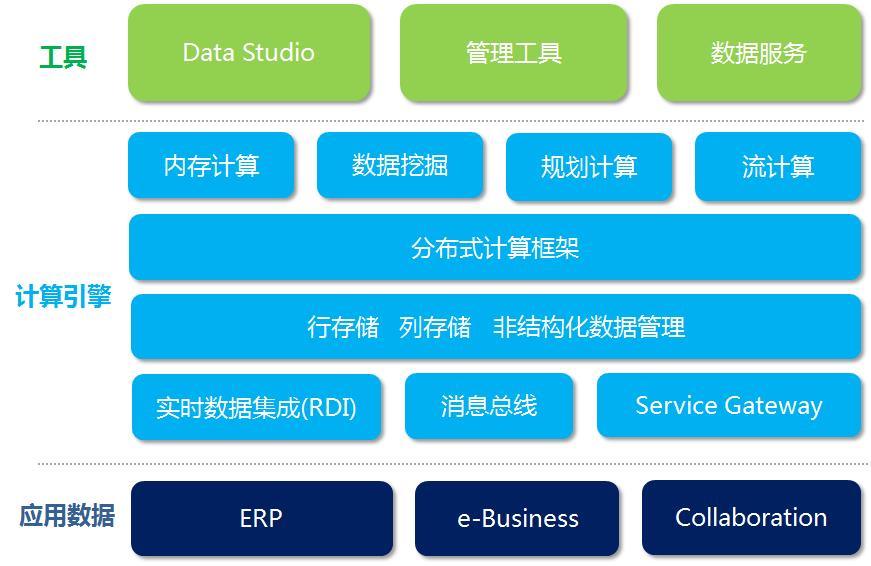 工具
Data Studio
管理工具
数据服务
内存计算
数据挖掘
规划计算
流计算
分布式计算框架
计算引擎
行存储 列存储 非结构化数据管理
实时数据集成(RDI)
消息总线
Service Gateway
应用数据
ERP
e-Business
Collaboration